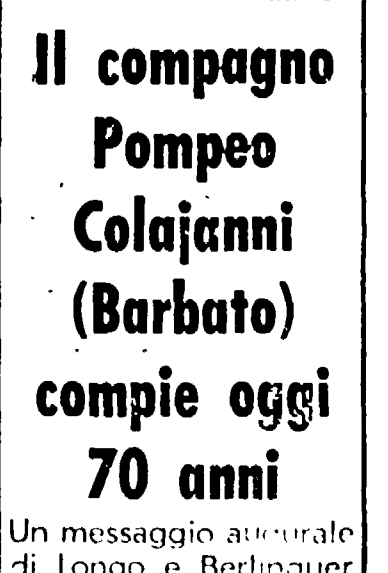 Il compagno
Pompeo
Colajanni
(Barbato)
compie oggi
70 anni
Un messaggio augurale
di Longo e Berlinguer